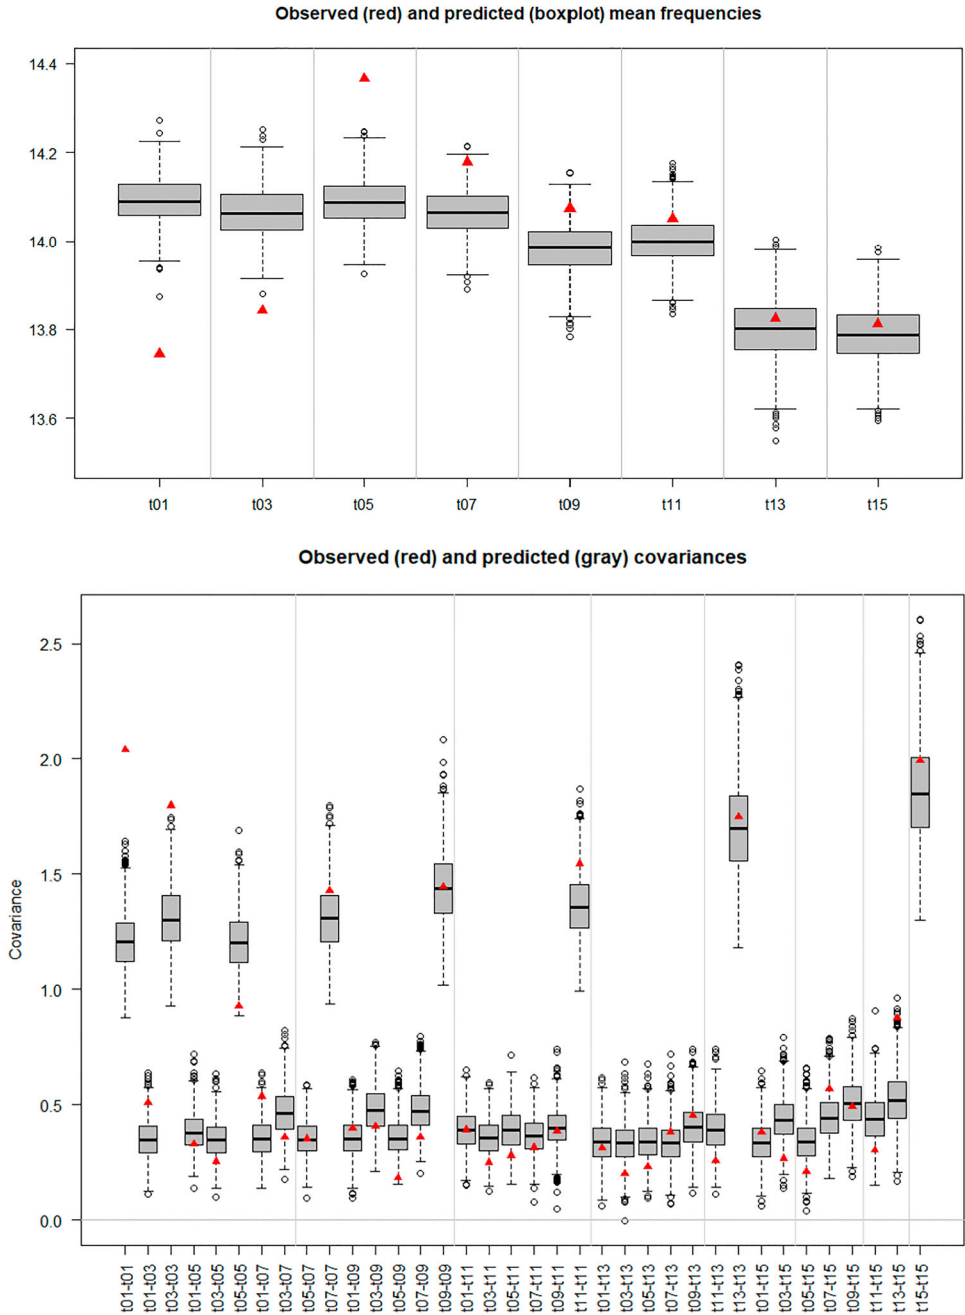 Observed (red) and predicted (boxplot) mean frequencies
14.4
14.2
14.0
13.8
13.6
t01 t03 t05 t07 t09 t11 t13 t15
Observed (red) and predicted (gray) covariances
Covariance
2.5
2.0
1.5
1.0
0.5
0.0
t01-t01
t01-t03
t03-t03
t01-t05
t03-t05
t05-t05
t01-t07
t03-t07
t05-t07
t07-t07
t01-t09
t03-t09
t05-t09
t07-t09
t09-t09
t01-t11
t03-t11
t05-t11
t07-t11
t09-t11
t11-t11
t01-t13
t03-t13
t05-t13
t07-t13
t09-t13
t11-t13
t13-t13
t01-t15
t03-t15
t05-t15
t07-t15
t09-t15
t11-t15
t13-t15
t15-t15